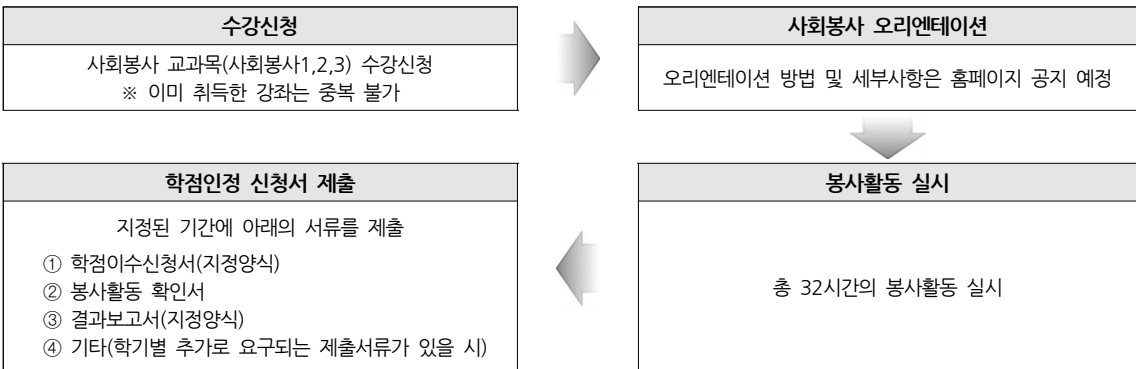 수강신청
사회봉사 교과목(사회봉사1,2,3) 수강신청
※ 이미 취득한 강좌는 중복 불가
사회봉사 오리엔테이션
오리엔테이션 방법 및 세부사항은 홈페이지 공지 예정
봉사활동 실시
총 32시간의 봉사활동 실시
학점인정 신청서 제출
지정된 기간에 아래의 서류를 제출
① 학점이수신청서(지정양식)
② 봉사활동 확인서
③ 결과보고서(지정양식)
④ 기타(학기별 추가로 요구되는 제출서류가 있을 시)